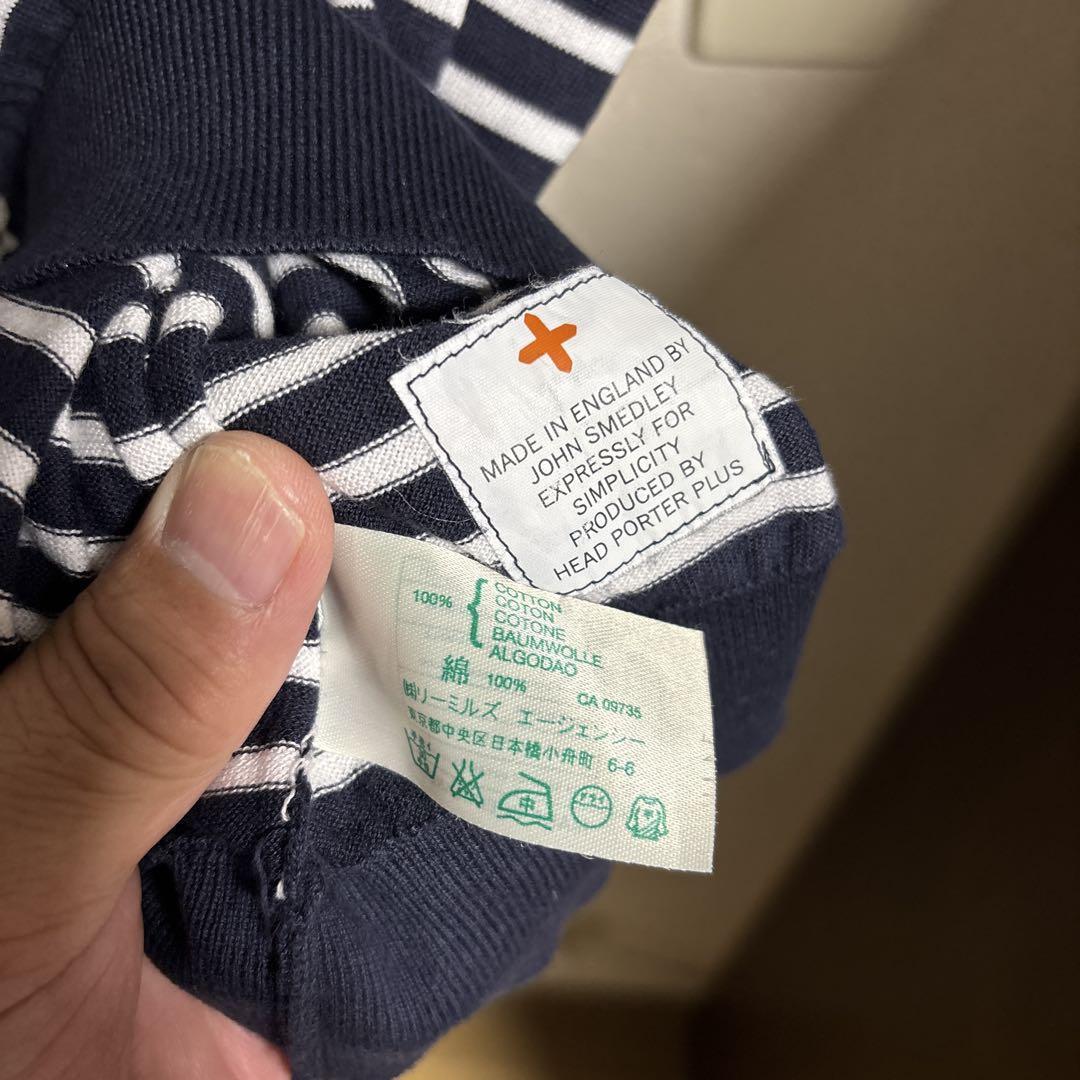 MADE IN ENGLAND BY
JOHN SMEDLEY
EXPRESSLY FOR
SIMPLICITY
PRODUCED BY
HEAD PORTER PLUS
100% { COTTON
COTON
COTONE
BAUMWOLLE
ALGODAO
綿 100% CA 09735
㈱リーミルズ エージェンシー
東京都中央区日本橋小舟町 6-6
中